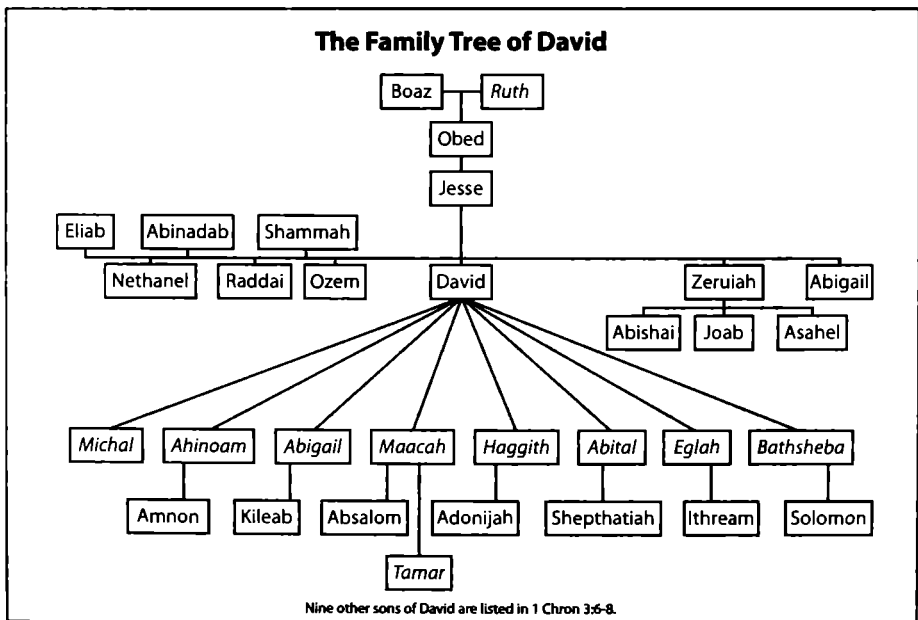 The Family Tree of David
Boaz Ruth
Obed
Jesse
Eliab Abinadab Shammah
Nethanel Raddai Ozem David Zeruiah Abigail
Abishai Joab Asahel
Michal Ahinoam Abigail Maacah Haggith Abital Eglah Bathsheba
Amnon Kileab Absalom Adonijah Shepthatiah Ithream Solomon
Tamar
Nine other sons of David are listed in 1 Chron 3:6-8.